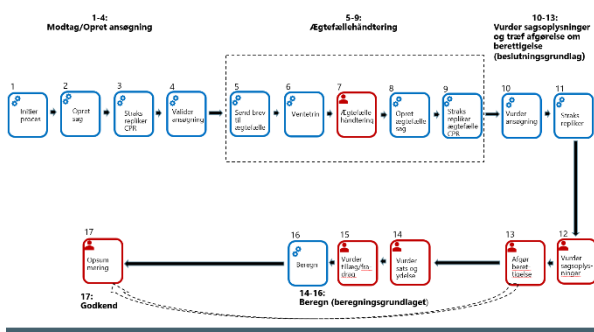 1-4:
Modtag/Opret ansøgning
5-9:
Ægtefællehåndtering
10-13:
Vurder sagsoplysninger
og træf afgørelse om
berettigelse
(beslutningsgrundlag)
1
Initier
proces
2
Opret
sag
3
Straks
replikér
CPR
4
Validér
ansøgning
5
Send brev
til
ægtefælle
6
Ventetrin
7
Ægtefælle
håndtering
8
Opret
ægtefælle
sag
9
Straks
replikér
ægtefælle
CPR
10
Vurder
ansøgning
11
Straks
replikér
17
Opsum
mering
16
Beregn
15
Vurder
tillæg/fra
drag
14
Vurder
sats og
ydelse
13
Afgør
beret
tigelse
12
Vurder
sagsoplys-
ninger
17:
Godkend
14-16:
Beregn (beregningsgrundlaget)